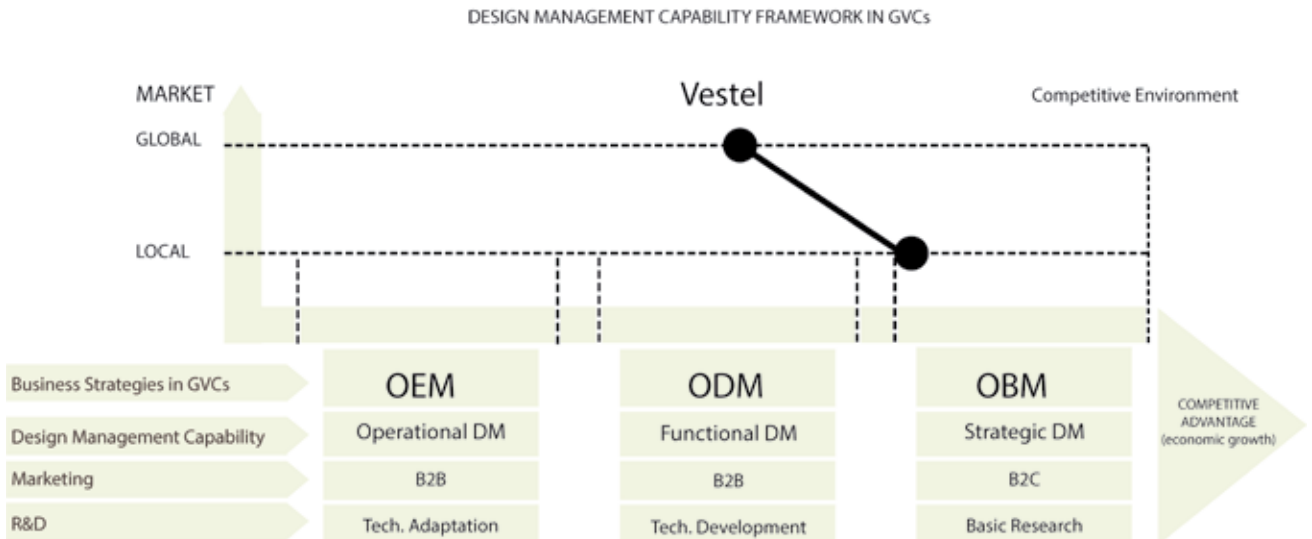 DESIGN MANAGEMENT CAPABILITY FRAMEWORK IN GVCs
MARKET
Vestel
Competitive Environment
GLOBAL
LOCAL
Business Strategies in GVCs
OEM
ODM
OBM
Design Management Capability
Operational DM
Functional DM
Strategic DM
Marketing
B2B
B2B
B2C
R&D
Tech. Adaptation
Tech. Development
Basic Research
COMPETITIVE
ADVANTAGE
(economic growth)